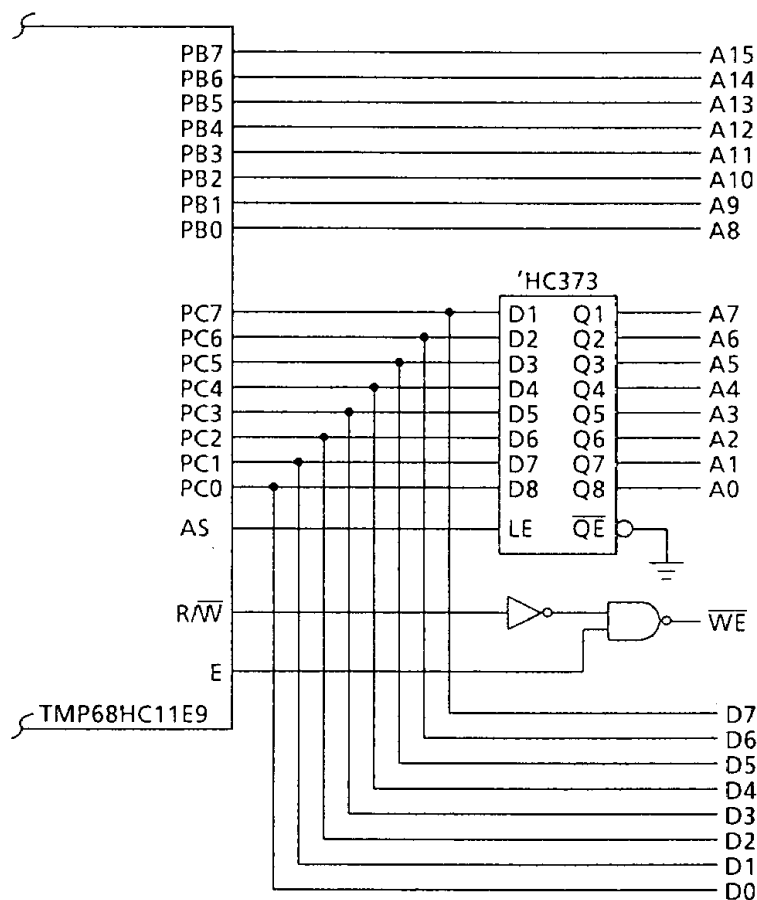 PB7 A15
PB6 A14
PB5 A13
PB4 A12
PB3 A11
PB2 A10
PB1 A9
PB0 A8
'HC373
PC7 D1 Q1 A7
PC6 D2 Q2 A6
PC5 D3 Q3 A5
PC4 D4 Q4 A4
PC3 D5 Q5 A3
PC2 D6 Q6 A2
PC1 D7 Q7 A1
PC0 D8 Q8 A0
AS LE Q̅E̅
R/W̅ W̅E̅
E
TMP68HC11E9 D7
D6
D5
D4
D3
D2
D1
D0